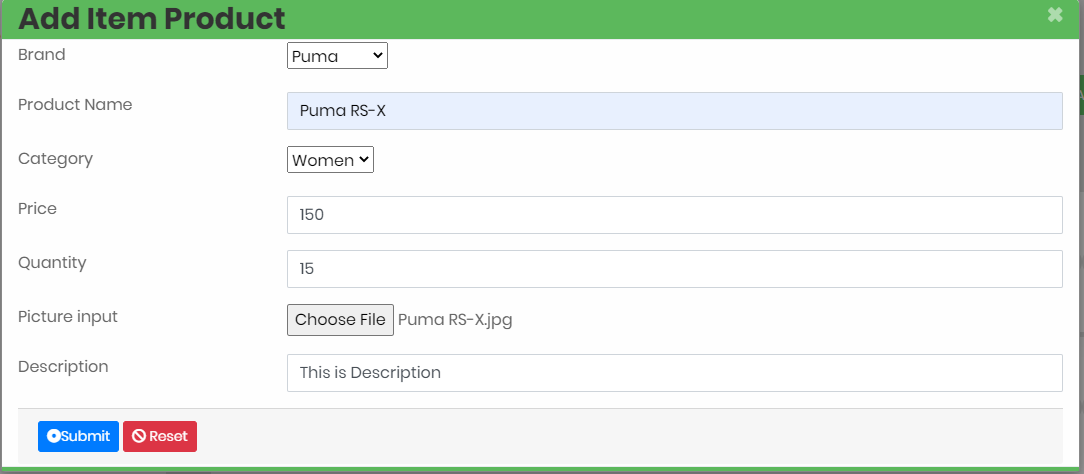 Add Item Product
Brand Puma
Product Name Puma RS-X
Category Women
Price 150
Quantity 15
Picture input Choose File Puma RS-X.jpg
Description This is Description
Submit Reset